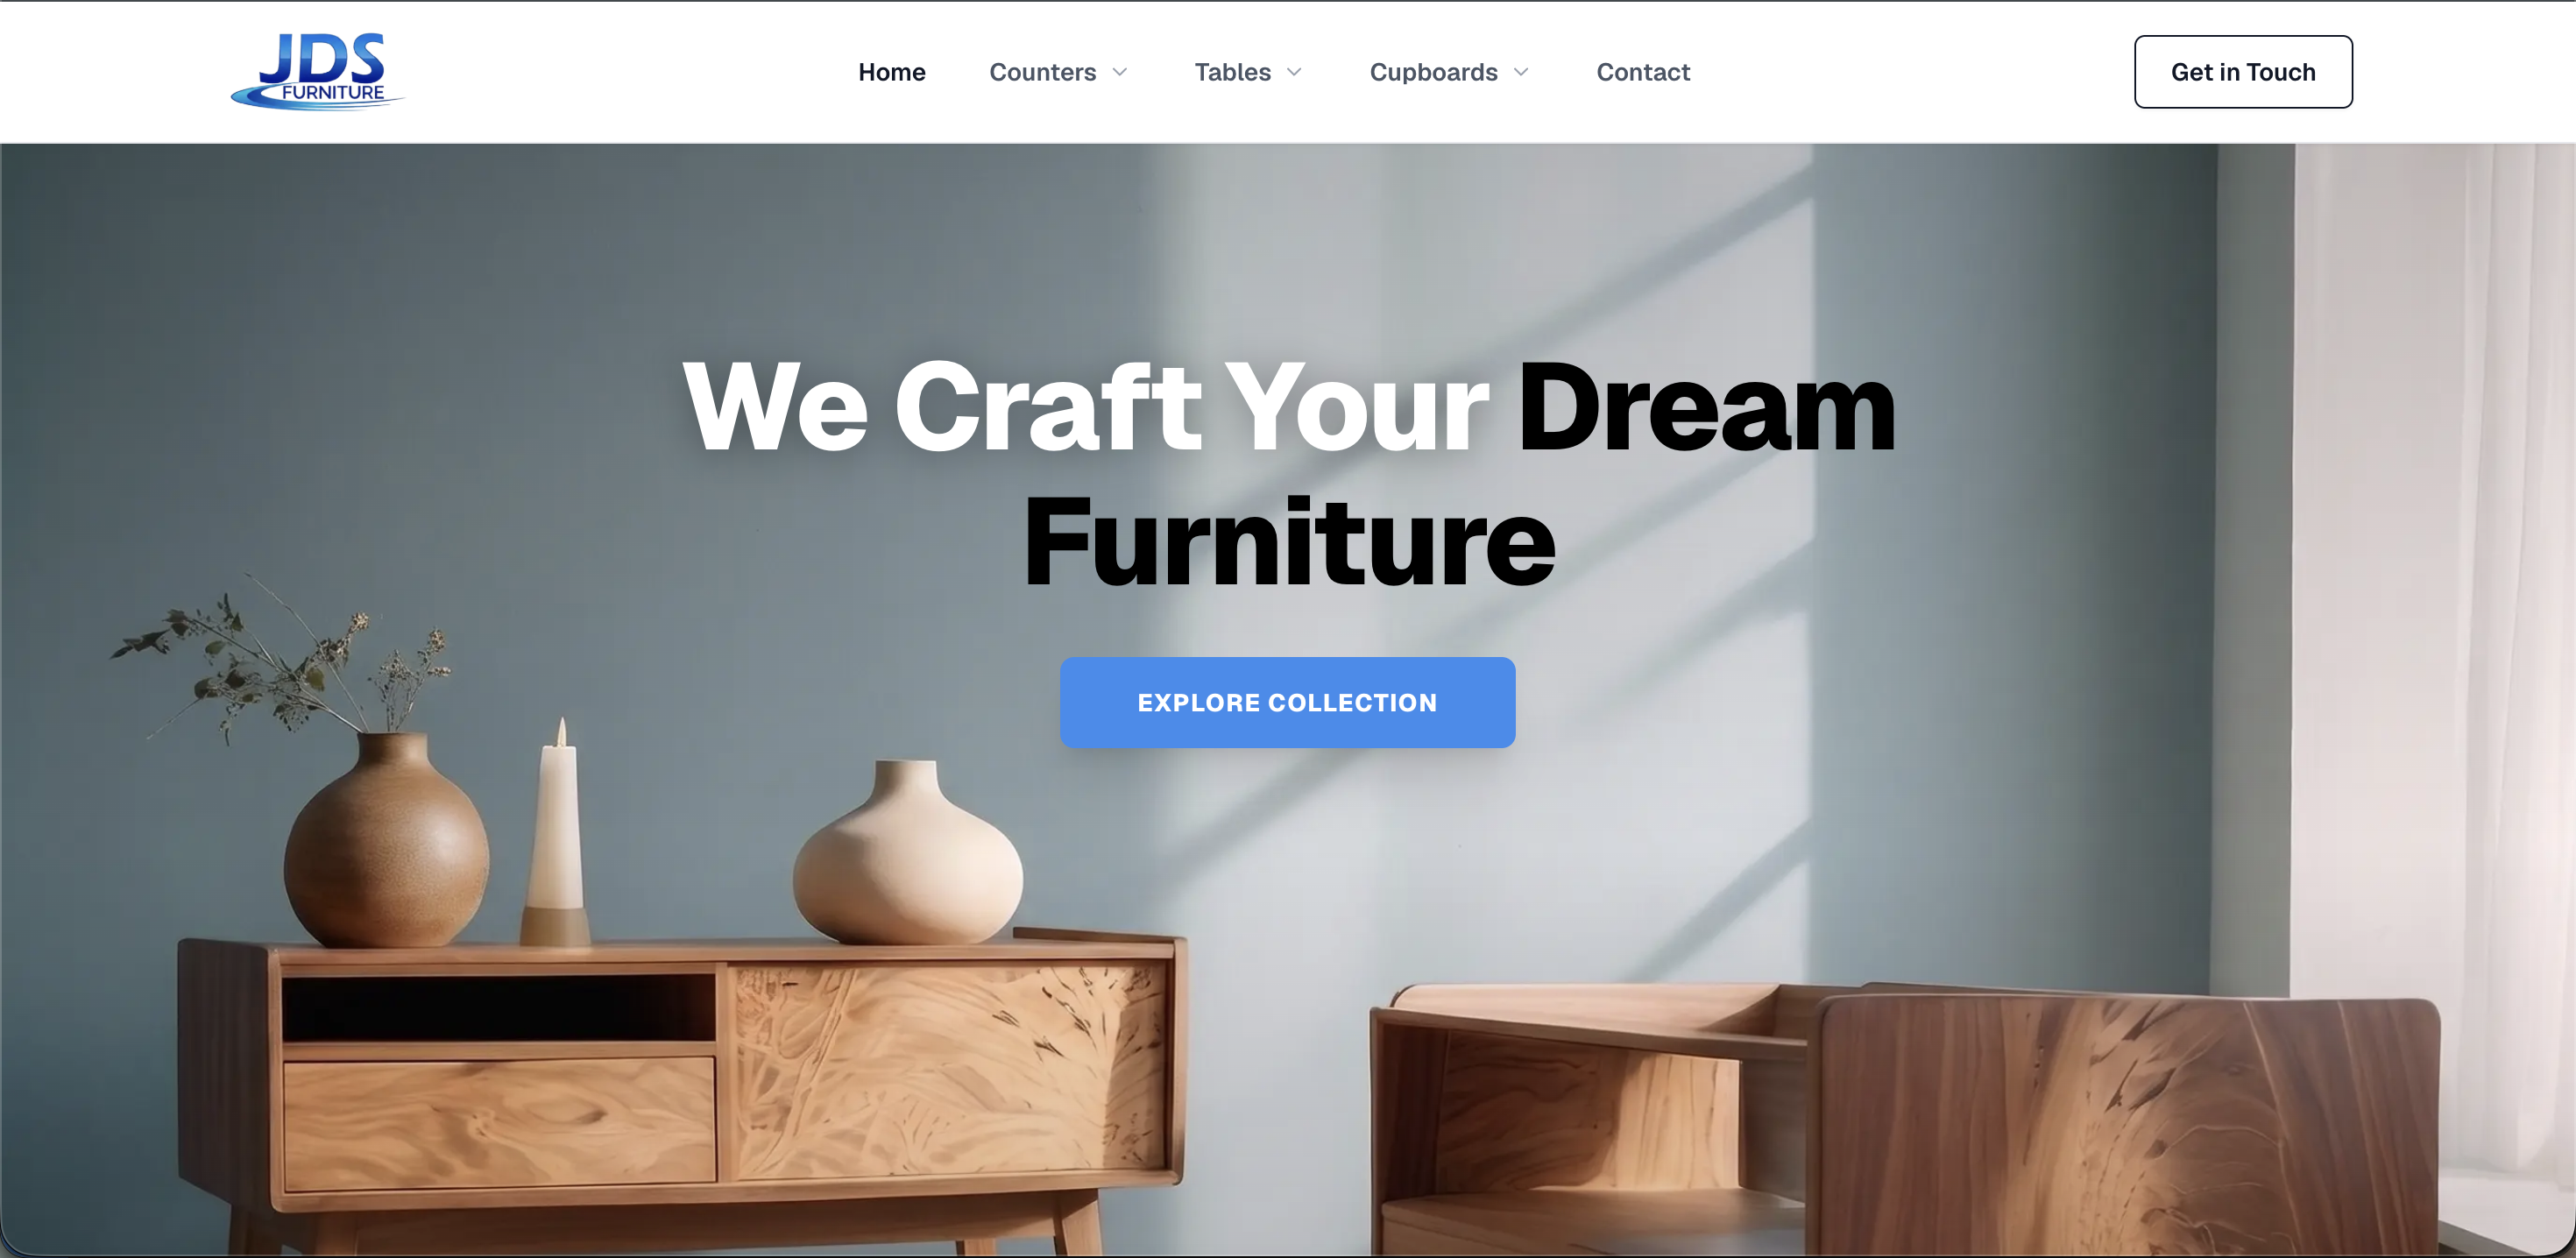 JDS
FURNITURE
Home Counters Tables Cupboards Contact Get in Touch
We Craft Your Dream
Furniture
EXPLORE COLLECTION